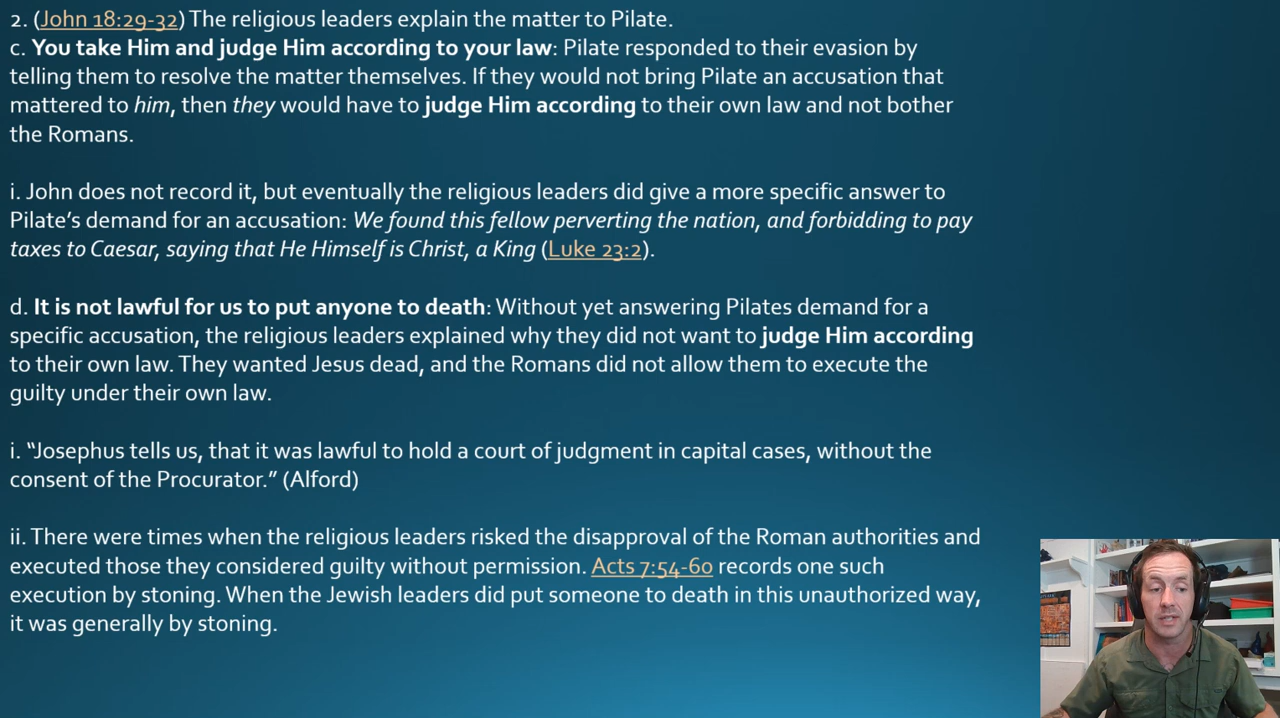 2. (John 18:29-32) The religious leaders explain the matter to Pilate.
c. You take Him and judge Him according to your law: Pilate responded to their evasion by
telling them to resolve the matter themselves. If they would not bring Pilate an accusation that
mattered to him, then they would have to judge Him according to their own law and not bother
the Romans.
i. John does not record it, but eventually the religious leaders did give a more specific answer to
Pilate's demand for an accusation: We found this fellow perverting the nation, and forbidding to pay
taxes to Caesar, saying that He Himself is Christ, a King (Luke 23:2).
d. It is not lawful for us to put anyone to death: Without yet answering Pilates demand for a
specific accusation, the religious leaders explained why they did not want to judge Him according
to their own law. They wanted Jesus dead, and the Romans did not allow them to execute the
guilty under their own law.
i. “Josephus tells us, that it was lawful to hold a court of judgment in capital cases, without the
consent of the Procurator.” (Alford)
ii. There were times when the religious leaders risked the disapproval of the Roman authorities and
executed those they considered guilty without permission. Acts 7:54-60 records one such
execution by stoning. When the Jewish leaders did put someone to death in this unauthorized way,
it was generally by stoning.